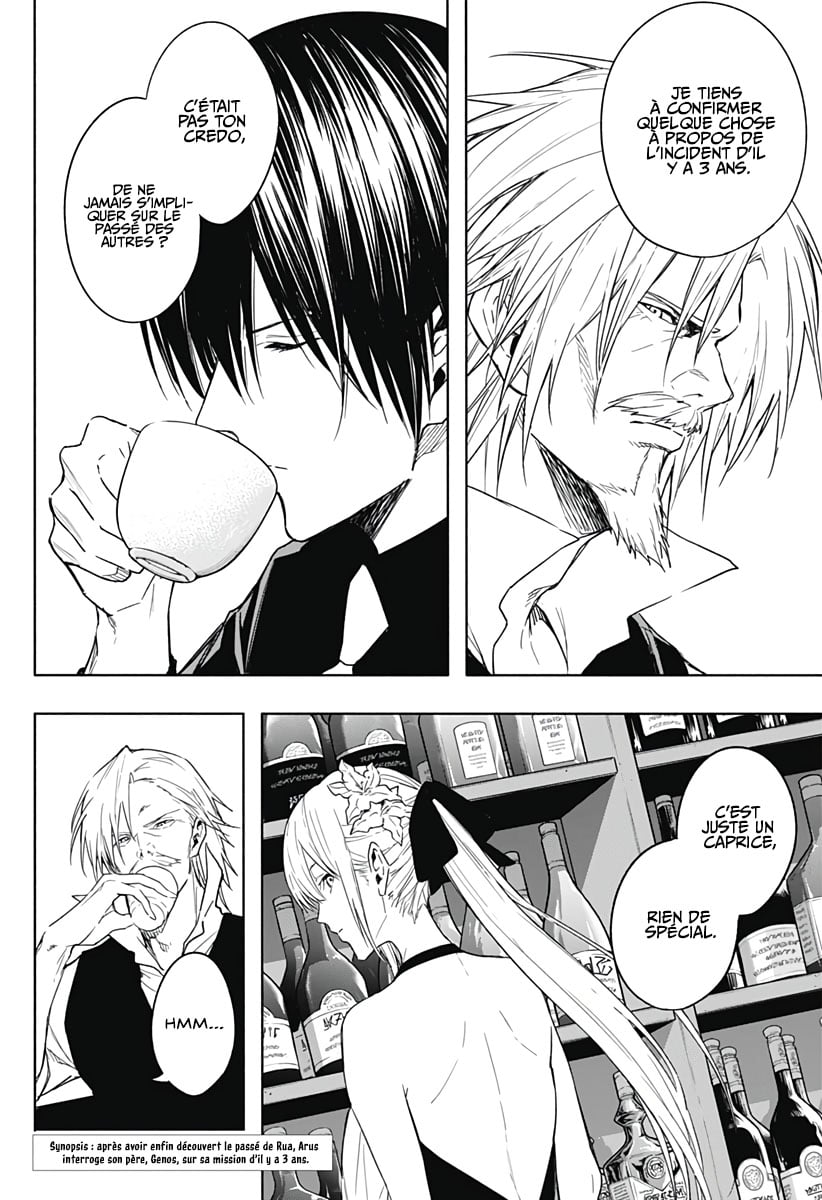 JE TIENS
À CONFIRMER
QUELQUE CHOSE
À PROPOS DE
L'INCIDENT D'IL
Y A 3 ANS.
C'ÉTAIT
PAS TON
CREDO,
DE NE
JAMAIS S'IMPLI-
QUER SUR LE
PASSÉ DES
AUTRES ?
C'EST
JUSTE UN
CAPRICE,
RIEN DE
SPÉCIAL.
HMM...
Synopsis : après avoir enfin découvert le passé de Rua, Arus
interroge son père, Genos, sur sa mission d'il y a 3 ans.